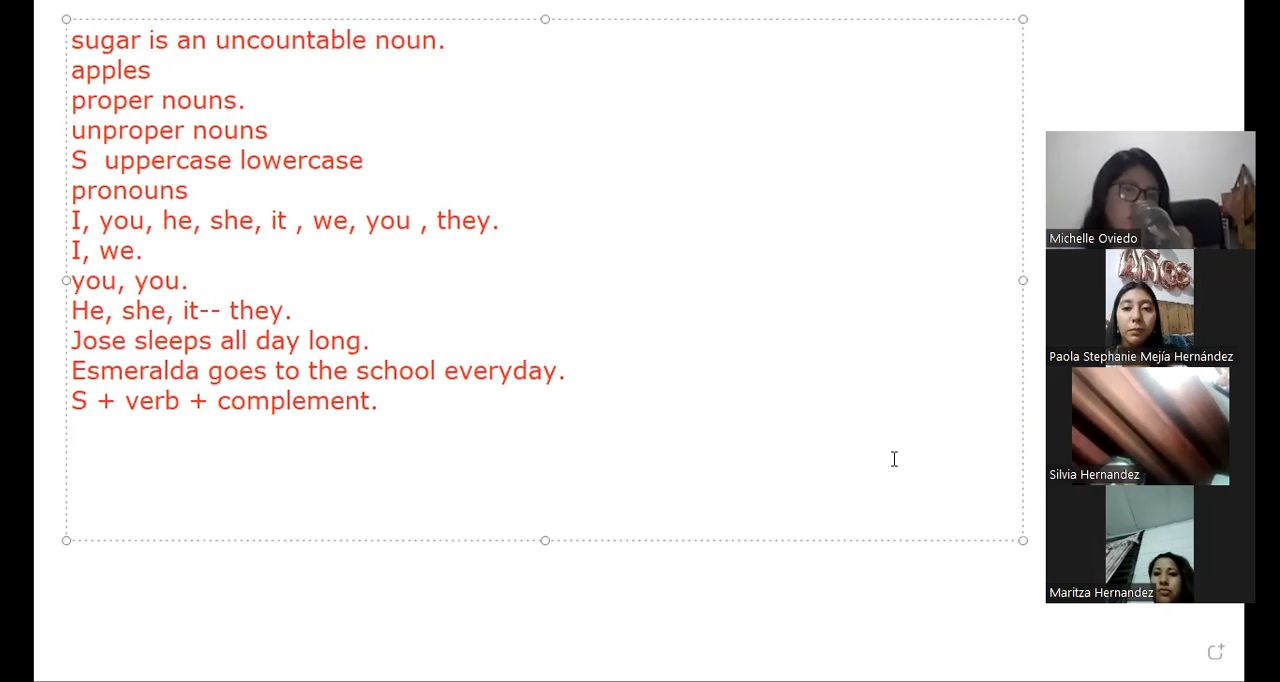 sugar is an uncountable noun.
apples
proper nouns.
unproper nouns
S  uppercase lowercase
pronouns
I, you, he, she, it , we, you , they.
I, we.
you, you.
He, she, it-- they.
Jose sleeps all day long.
Esmeralda goes to the school everyday.
S + verb + complement.
Michelle Oviedo
Años
Paola Stephanie Mejía Hernández
Silvia Hernandez
Maritza Hernandez